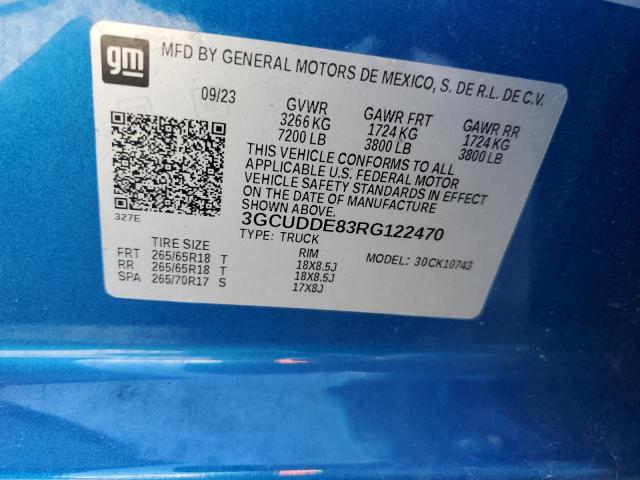 gm
MFD BY GENERAL MOTORS DE MEXICO, S. DE R.L. DE C.V.
09/23 GVWR GAWR FRT GAWR RR
3266 KG 1724 KG 1724 KG
7200 LB 3800 LB 3800 LB
THIS VEHICLE CONFORMS TO ALL
APPLICABLE U.S. FEDERAL MOTOR
VEHICLE SAFETY STANDARDS IN EFFECT
ON THE DATE OF MANUFACTURE
SHOWN ABOVE.
327E 3GCUDDE83RG122470
TYPE: TRUCK MODEL: 30CK10743
TIRE SIZE RIM
FRT 265/65R18 T 18X8.5J
RR 265/65R18 T 18X8.5J
SPA 265/70R17 S 17X8J